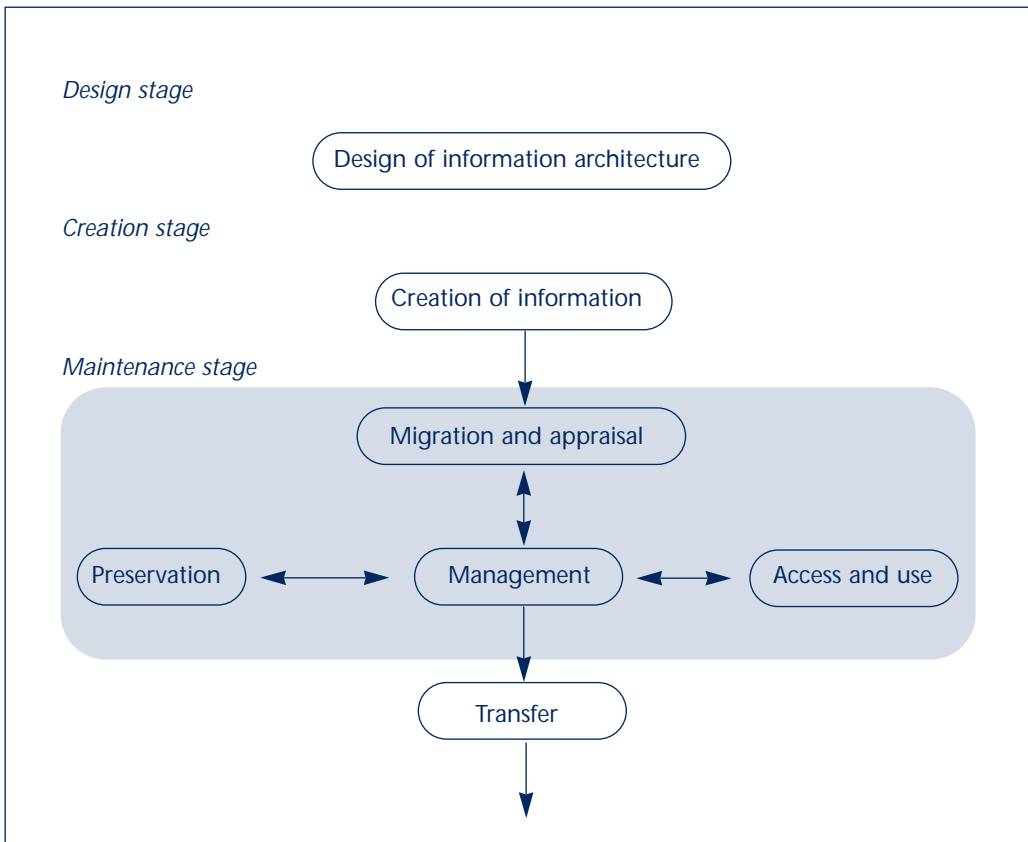 Design stage
Design of information architecture
Creation stage
Creation of information
Maintenance stage
Migration and appraisal
Preservation
Management
Access and use
Transfer